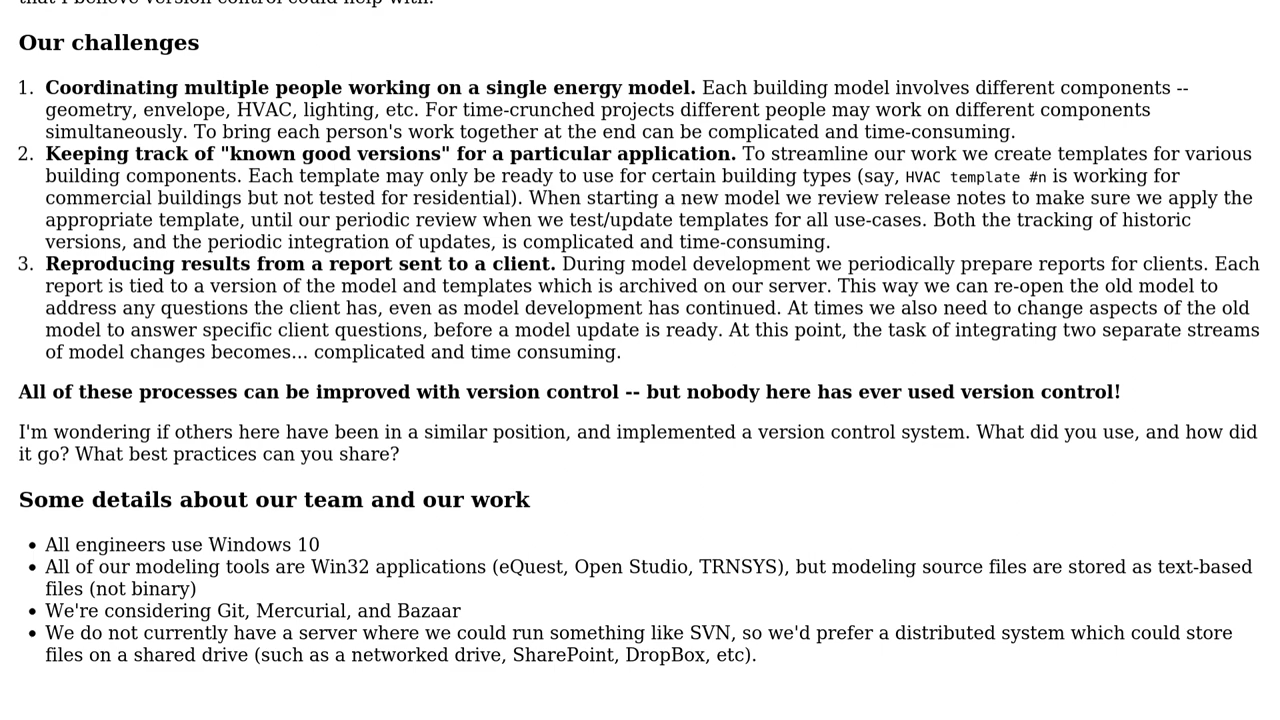 that I believe version control could help with.
Our challenges
1. Coordinating multiple people working on a single energy model. Each building model involves different components --
geometry, envelope, HVAC, lighting, etc. For time-crunched projects different people may work on different components
simultaneously. To bring each person's work together at the end can be complicated and time-consuming.
2. Keeping track of "known good versions" for a particular application. To streamline our work we create templates for various
building components. Each template may only be ready to use for certain building types (say, HVAC template #n is working for
commercial buildings but not tested for residential). When starting a new model we review release notes to make sure we apply the
appropriate template, until our periodic review when we test/update templates for all use-cases. Both the tracking of historic
versions, and the periodic integration of updates, is complicated and time-consuming.
3. Reproducing results from a report sent to a client. During model development we periodically prepare reports for clients. Each
report is tied to a version of the model and templates which is archived on our server. This way we can re-open the old model to
address any questions the client has, even as model development has continued. At times we also need to change aspects of the old
model to answer specific client questions, before a model update is ready. At this point, the task of integrating two separate streams
of model changes becomes... complicated and time consuming.
All of these processes can be improved with version control -- but nobody here has ever used version control!
I'm wondering if others here have been in a similar position, and implemented a version control system. What did you use, and how did
it go? What best practices can you share?
Some details about our team and our work
• All engineers use Windows 10
• All of our modeling tools are Win32 applications (eQuest, Open Studio, TRNSYS), but modeling source files are stored as text-based
files (not binary)
• We're considering Git, Mercurial, and Bazaar
• We do not currently have a server where we could run something like SVN, so we'd prefer a distributed system which could store
files on a shared drive (such as a networked drive, SharePoint, DropBox, etc).